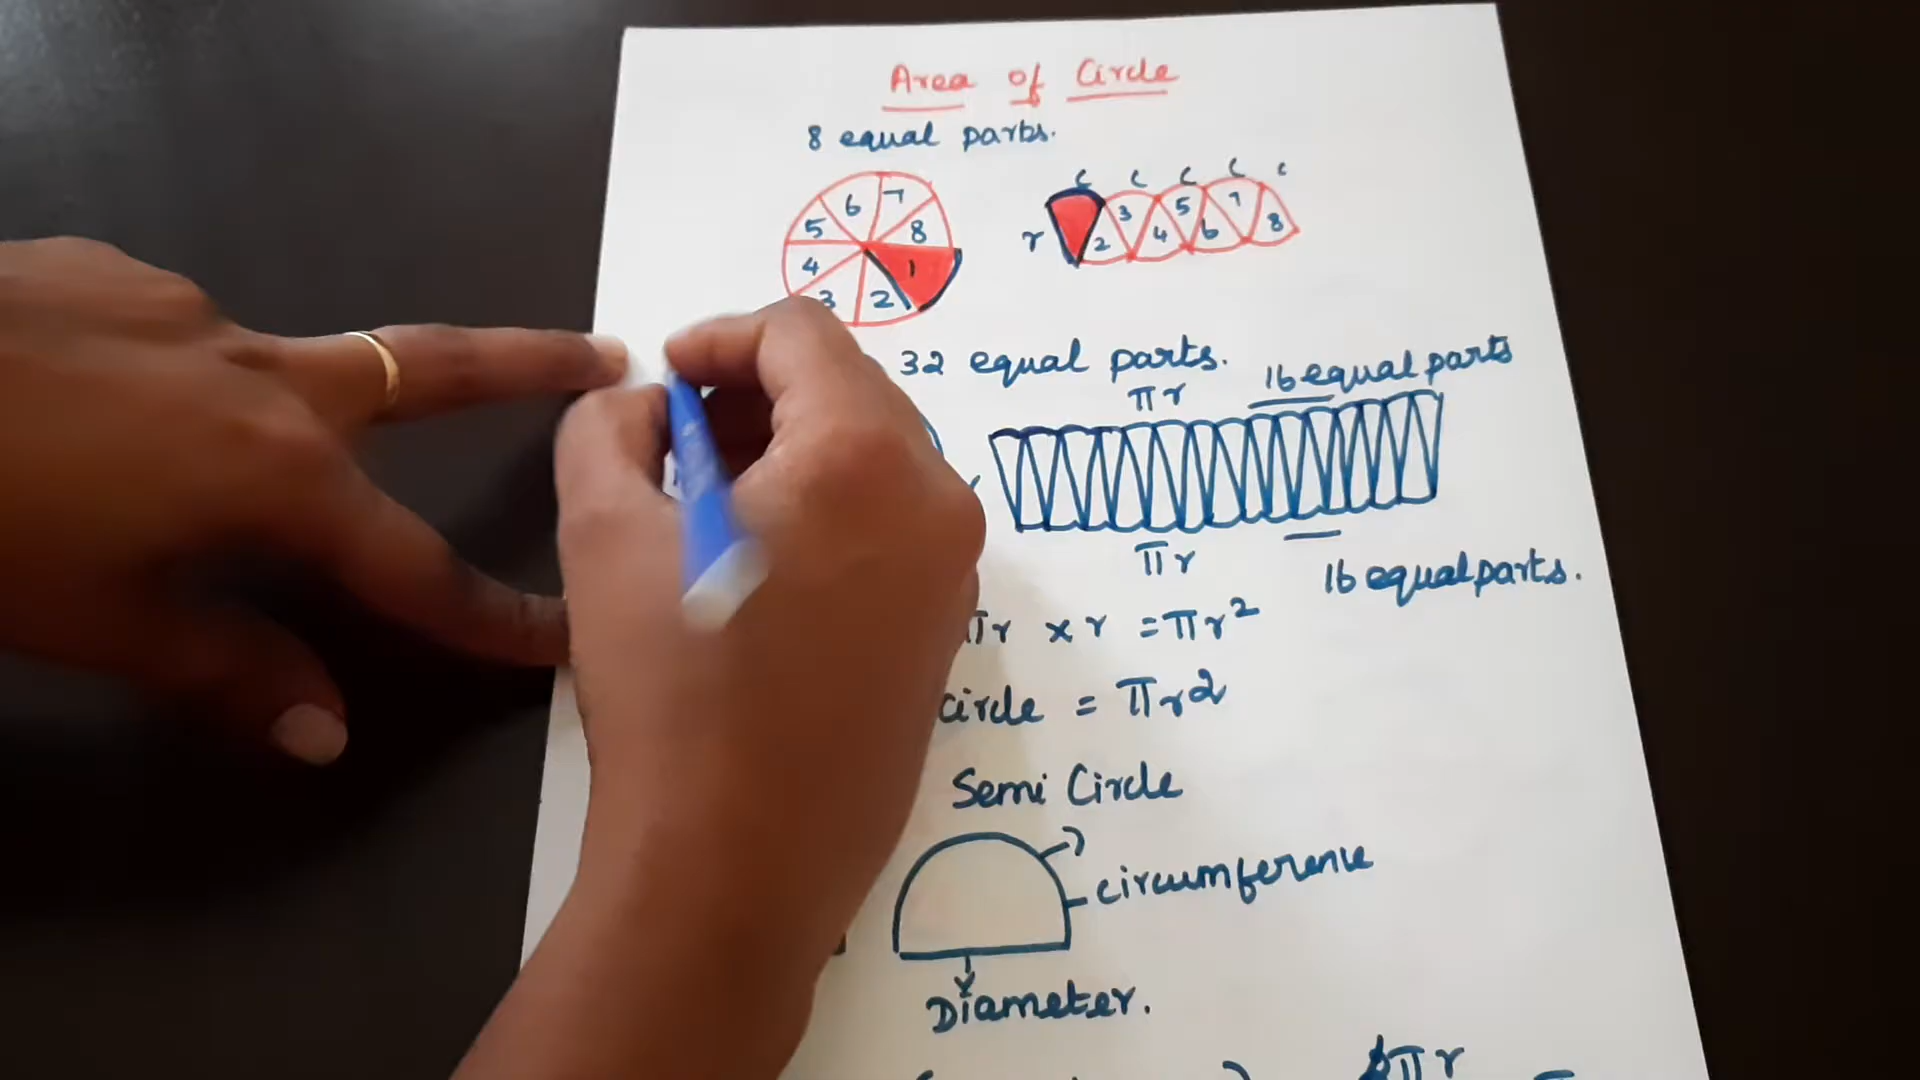 Area of Circle
8 equal parts.
6 7
5 8
4 1
3 2
c c c c c
r 3 5 7
2 4 6 8
32 equal parts.
16 equal parts
πr
πr
16 equal parts.
πr × r = πr²
circle = πr²
Semi Circle
circumference
Diameter.
πr